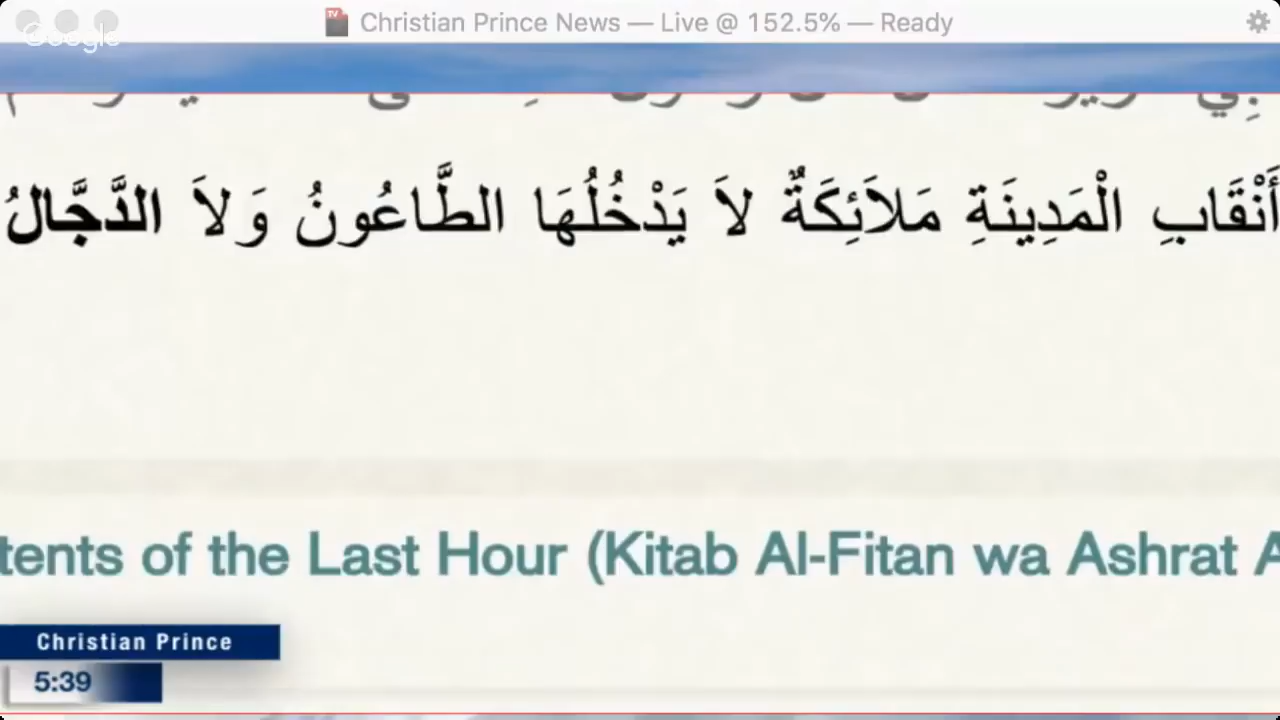 Christian Prince News — Live @ 152.5% — Ready
Google
أَنْقَابِ الْمَدِينَةِ مَلاَئِكَةٌ لاَ يَدْخُلُهَا الطَّاعُونُ وَلاَ الدَّجَّالُ
tents of the Last Hour (Kitab Al-Fitan wa Ashrat A
Christian Prince
5:39